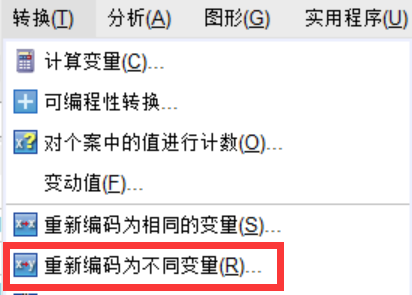 转换(T) 分析(A) 图形(G) 实用程序(U)
计算变量(C)...
可编程性转换...
对个案中的值进行计数(O)...
变动值(F)...
重新编码为相同的变量(S)...
重新编码为不同变量(R)...